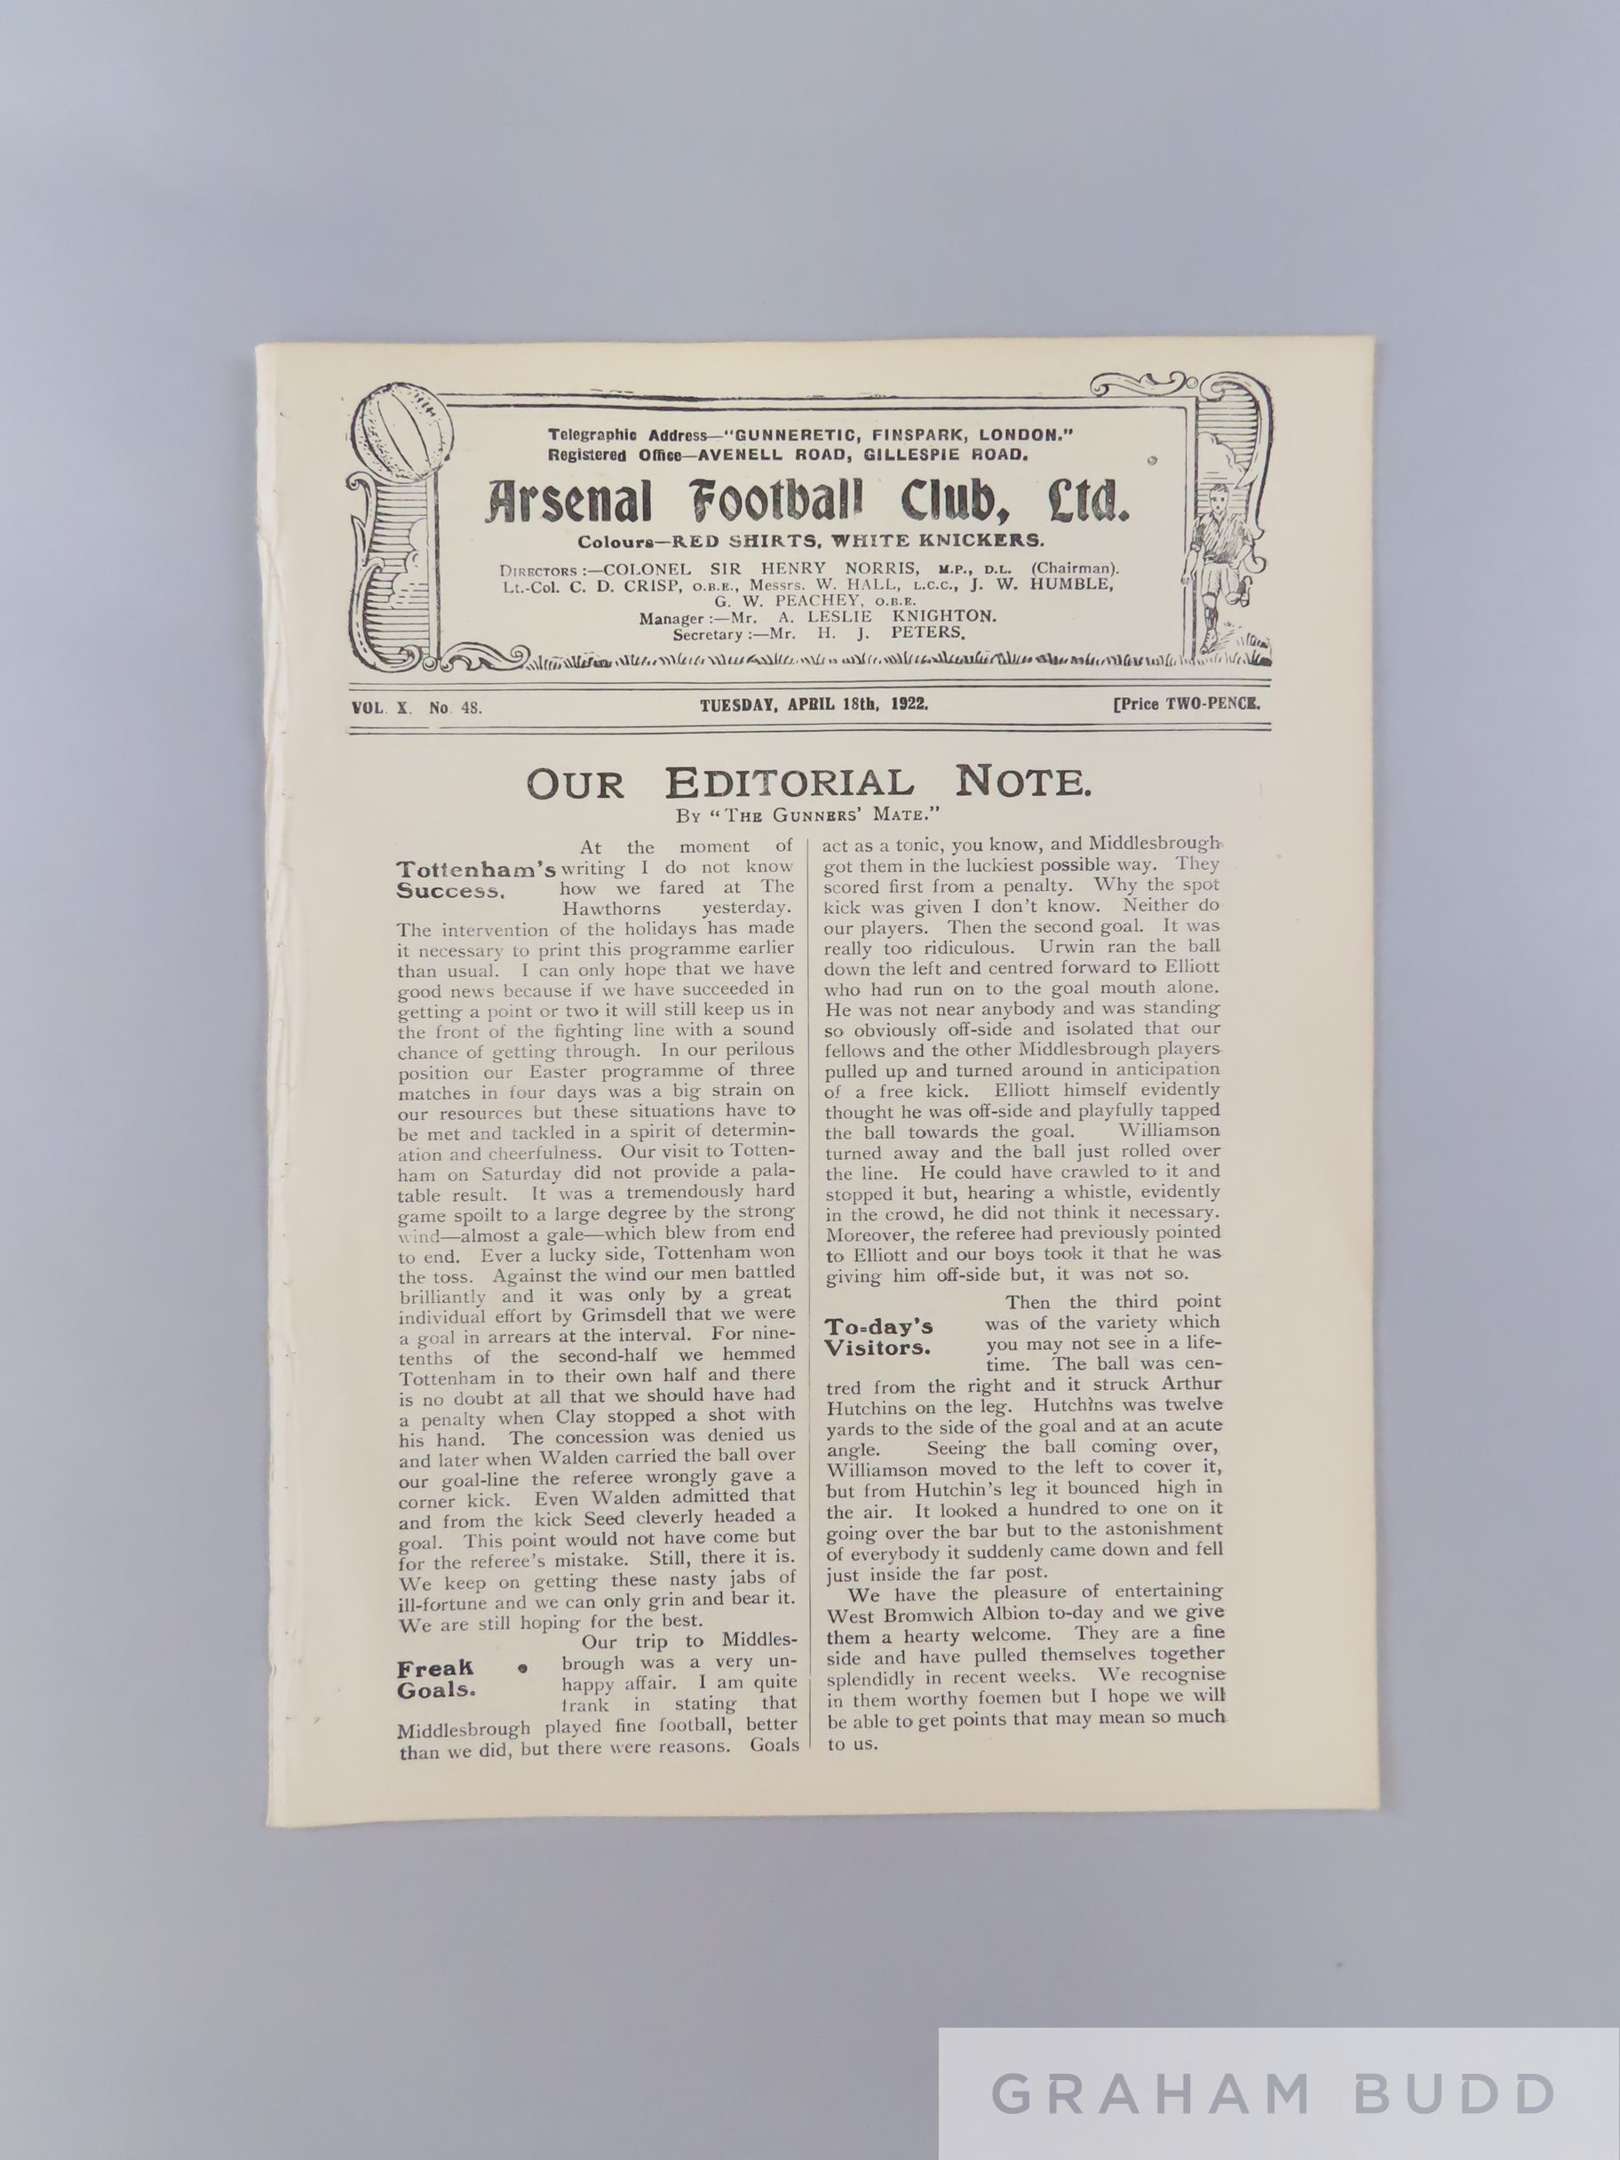 Telegraphic Address—"GUNNERETIC, FINSPARK, LONDON."
Registered Office—AVENELL ROAD, GILLESPIE ROAD.
Arsenal Football Club, Ltd.
Colours—RED SHIRTS, WHITE KNICKERS.
DIRECTORS :—COLONEL SIR HENRY NORRIS, M.P., D.L. (Chairman).
Lt.-Col. C. D. CRISP, O.B.E., Messrs. W. HALL, L.C.C., J. W. HUMBLE,
G. W. PEACHEY, O.B.E.
Manager :—Mr. A. LESLIE KNIGHTON.
Secretary :—Mr. H. J. PETERS.
VOL. X. No. 48. TUESDAY, APRIL 18th, 1922. [Price TWO-PENCE.
OUR EDITORIAL NOTE.
BY "THE GUNNERS' MATE."
Tottenham's Success.
At the moment of
writing I do not know
how we fared at The
Hawthorns yesterday.
The intervention of the holidays has made
it necessary to print this programme earlier
than usual. I can only hope that we have
good news because if we have succeeded in
getting a point or two it will still keep us in
the front of the fighting line with a sound
chance of getting through. In our perilous
position our Easter programme of three
matches in four days was a big strain on
our resources but these situations have to
be met and tackled in a spirit of determin-
ation and cheerfulness. Our visit to Totten-
ham on Saturday did not provide a pala-
table result. It was a tremendously hard
game spoilt to a large degree by the strong
wind—almost a gale—which blew from end
to end. Ever a lucky side, Tottenham won
the toss. Against the wind our men battled
brilliantly and it was only by a great
individual effort by Grimsdell that we were
a goal in arrears at the interval. For nine-
tenths of the second-half we hemmed
Tottenham in to their own half and there
is no doubt at all that we should have had
a penalty when Clay stopped a shot with
his hand. The concession was denied us
and later when Walden carried the ball over
our goal-line the referee wrongly gave a
corner kick. Even Walden admitted that
and from the kick Seed cleverly headed a
goal. This point would not have come but
for the referee's mistake. Still, there it is.
We keep on getting these nasty jabs of
ill-fortune and we can only grin and bear it.
We are still hoping for the best.
Freak Goals.
Our trip to Middles-
brough was a very un-
happy affair. I am quite
frank in stating that
Middlesbrough played fine football, better
than we did, but there were reasons. Goals
act as a tonic, you know, and Middlesbrough
got them in the luckiest possible way. They
scored first from a penalty. Why the spot
kick was given I don't know. Neither do
our players. Then the second goal. It was
really too ridiculous. Urwin ran the ball
down the left and centred forward to Elliott
who had run on to the goal mouth alone.
He was not near anybody and was standing
so obviously off-side and isolated that our
fellows and the other Middlesbrough players
pulled up and turned around in anticipation
of a free kick. Elliott himself evidently
thought he was off-side and playfully tapped
the ball towards the goal. Williamson
turned away and the ball just rolled over
the line. He could have crawled to it and
stopped it but, hearing a whistle, evidently
in the crowd, he did not think it necessary.
Moreover, the referee had previously pointed
to Elliott and our boys took it that he was
giving him off-side but, it was not so.
To=day's Visitors.
Then the third point
was of the variety which
you may not see in a life-
time. The ball was cen-
tred from the right and it struck Arthur
Hutchins on the leg. Hutchins was twelve
yards to the side of the goal and at an acute
angle. Seeing the ball coming over,
Williamson moved to the left to cover it,
but from Hutchin's leg it bounced high in
the air. It looked a hundred to one on it
going over the bar but to the astonishment
of everybody it suddenly came down and fell
just inside the far post.
We have the pleasure of entertaining
West Bromwich Albion to-day and we give
them a hearty welcome. They are a fine
side and have pulled themselves together
splendidly in recent weeks. We recognise
in them worthy foemen but I hope we will
be able to get points that may mean so much
to us.
GRAHAM BUDD